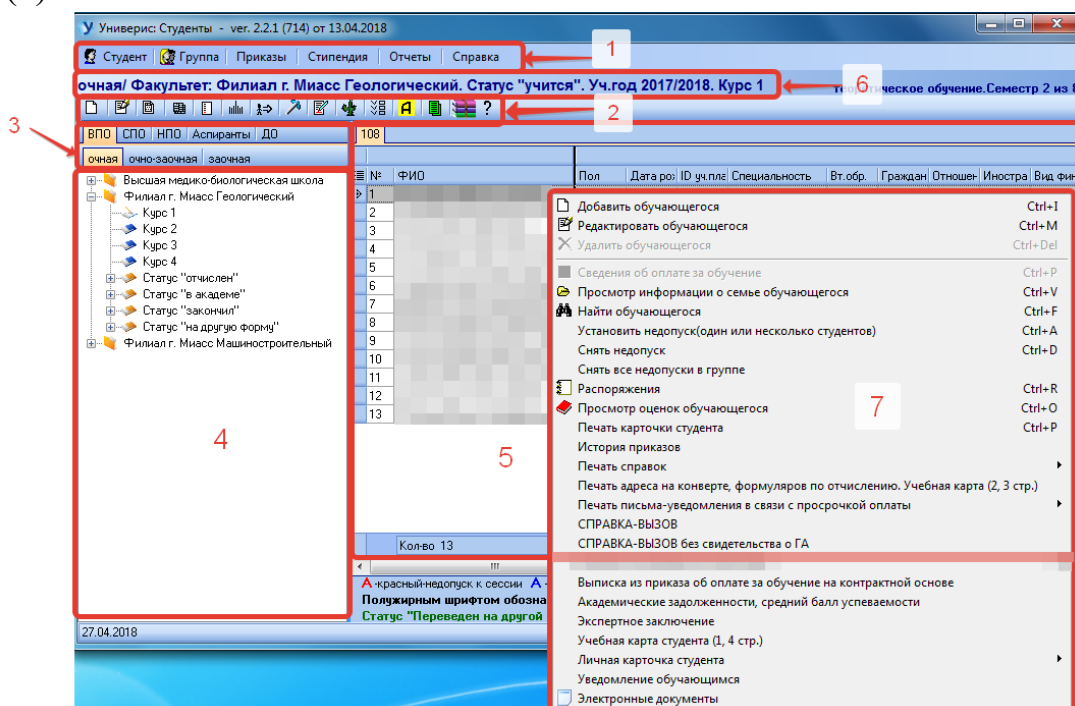 Универис: Студенты - ver. 2.2.1 (714) от 13.04.2018
Студент Группа Приказы Стипендия Отчеты Справка
1
очная/ Факультет: Филиал г. Миасс Геологический. Статус "учится". Уч.год 2017/2018. Курс 1
6
обучение.Семестр 2 из 8
2
3
ВПО СПО НПО Аспиранты ДО
108
очная очно-заочная заочная
№ ФИО Пол Дата рож ID уч.пла Специальность Вт.обр. Граждан Отношен Иностра Вид фин
Высшая медико-биологическая школа
Филиал г. Миасс Геологический
Курс 1
Курс 2
Курс 3
Курс 4
Статус "отчислен"
Статус "в академе"
Статус "закончил"
Статус "на другую форму"
Филиал г. Миасс Машиностроительный
4
1
2
3
4
5
6
7
8
9
10
11
12
13
5
Кол-во 13
А -красный-недопуск к сессии А -
Полужирным шрифтом обозна
Статус "Переведен на другой
27.04.2018
Добавить обучающегося Ctrl+I
Редактировать обучающегося Ctrl+M
Удалить обучающегося Ctrl+Del
Сведения об оплате за обучение Ctrl+P
Просмотр информации о семье обучающегося Ctrl+V
Найти обучающегося Ctrl+F
Установить недопуск(один или несколько студентов) Ctrl+A
Снять недопуск Ctrl+D
Снять все недопуски в группе
Распоряжения Ctrl+R
Просмотр оценок обучающегося Ctrl+O
7
Печать карточки студента Ctrl+P
История приказов
Печать справок
Печать адреса на конверте, формуляров по отчислению. Учебная карта (2, 3 стр.)
Печать письма-уведомления в связи с просрочкой оплаты
СПРАВКА-ВЫЗОВ
СПРАВКА-ВЫЗОВ без свидетельства о ГА
Выписка из приказа об оплате за обучение на контрактной основе
Академические задолженности, средний балл успеваемости
Экспертное заключение
Учебная карта студента (1, 4 стр.)
Личная карточка студента
Уведомление обучающимся
Электронные документы